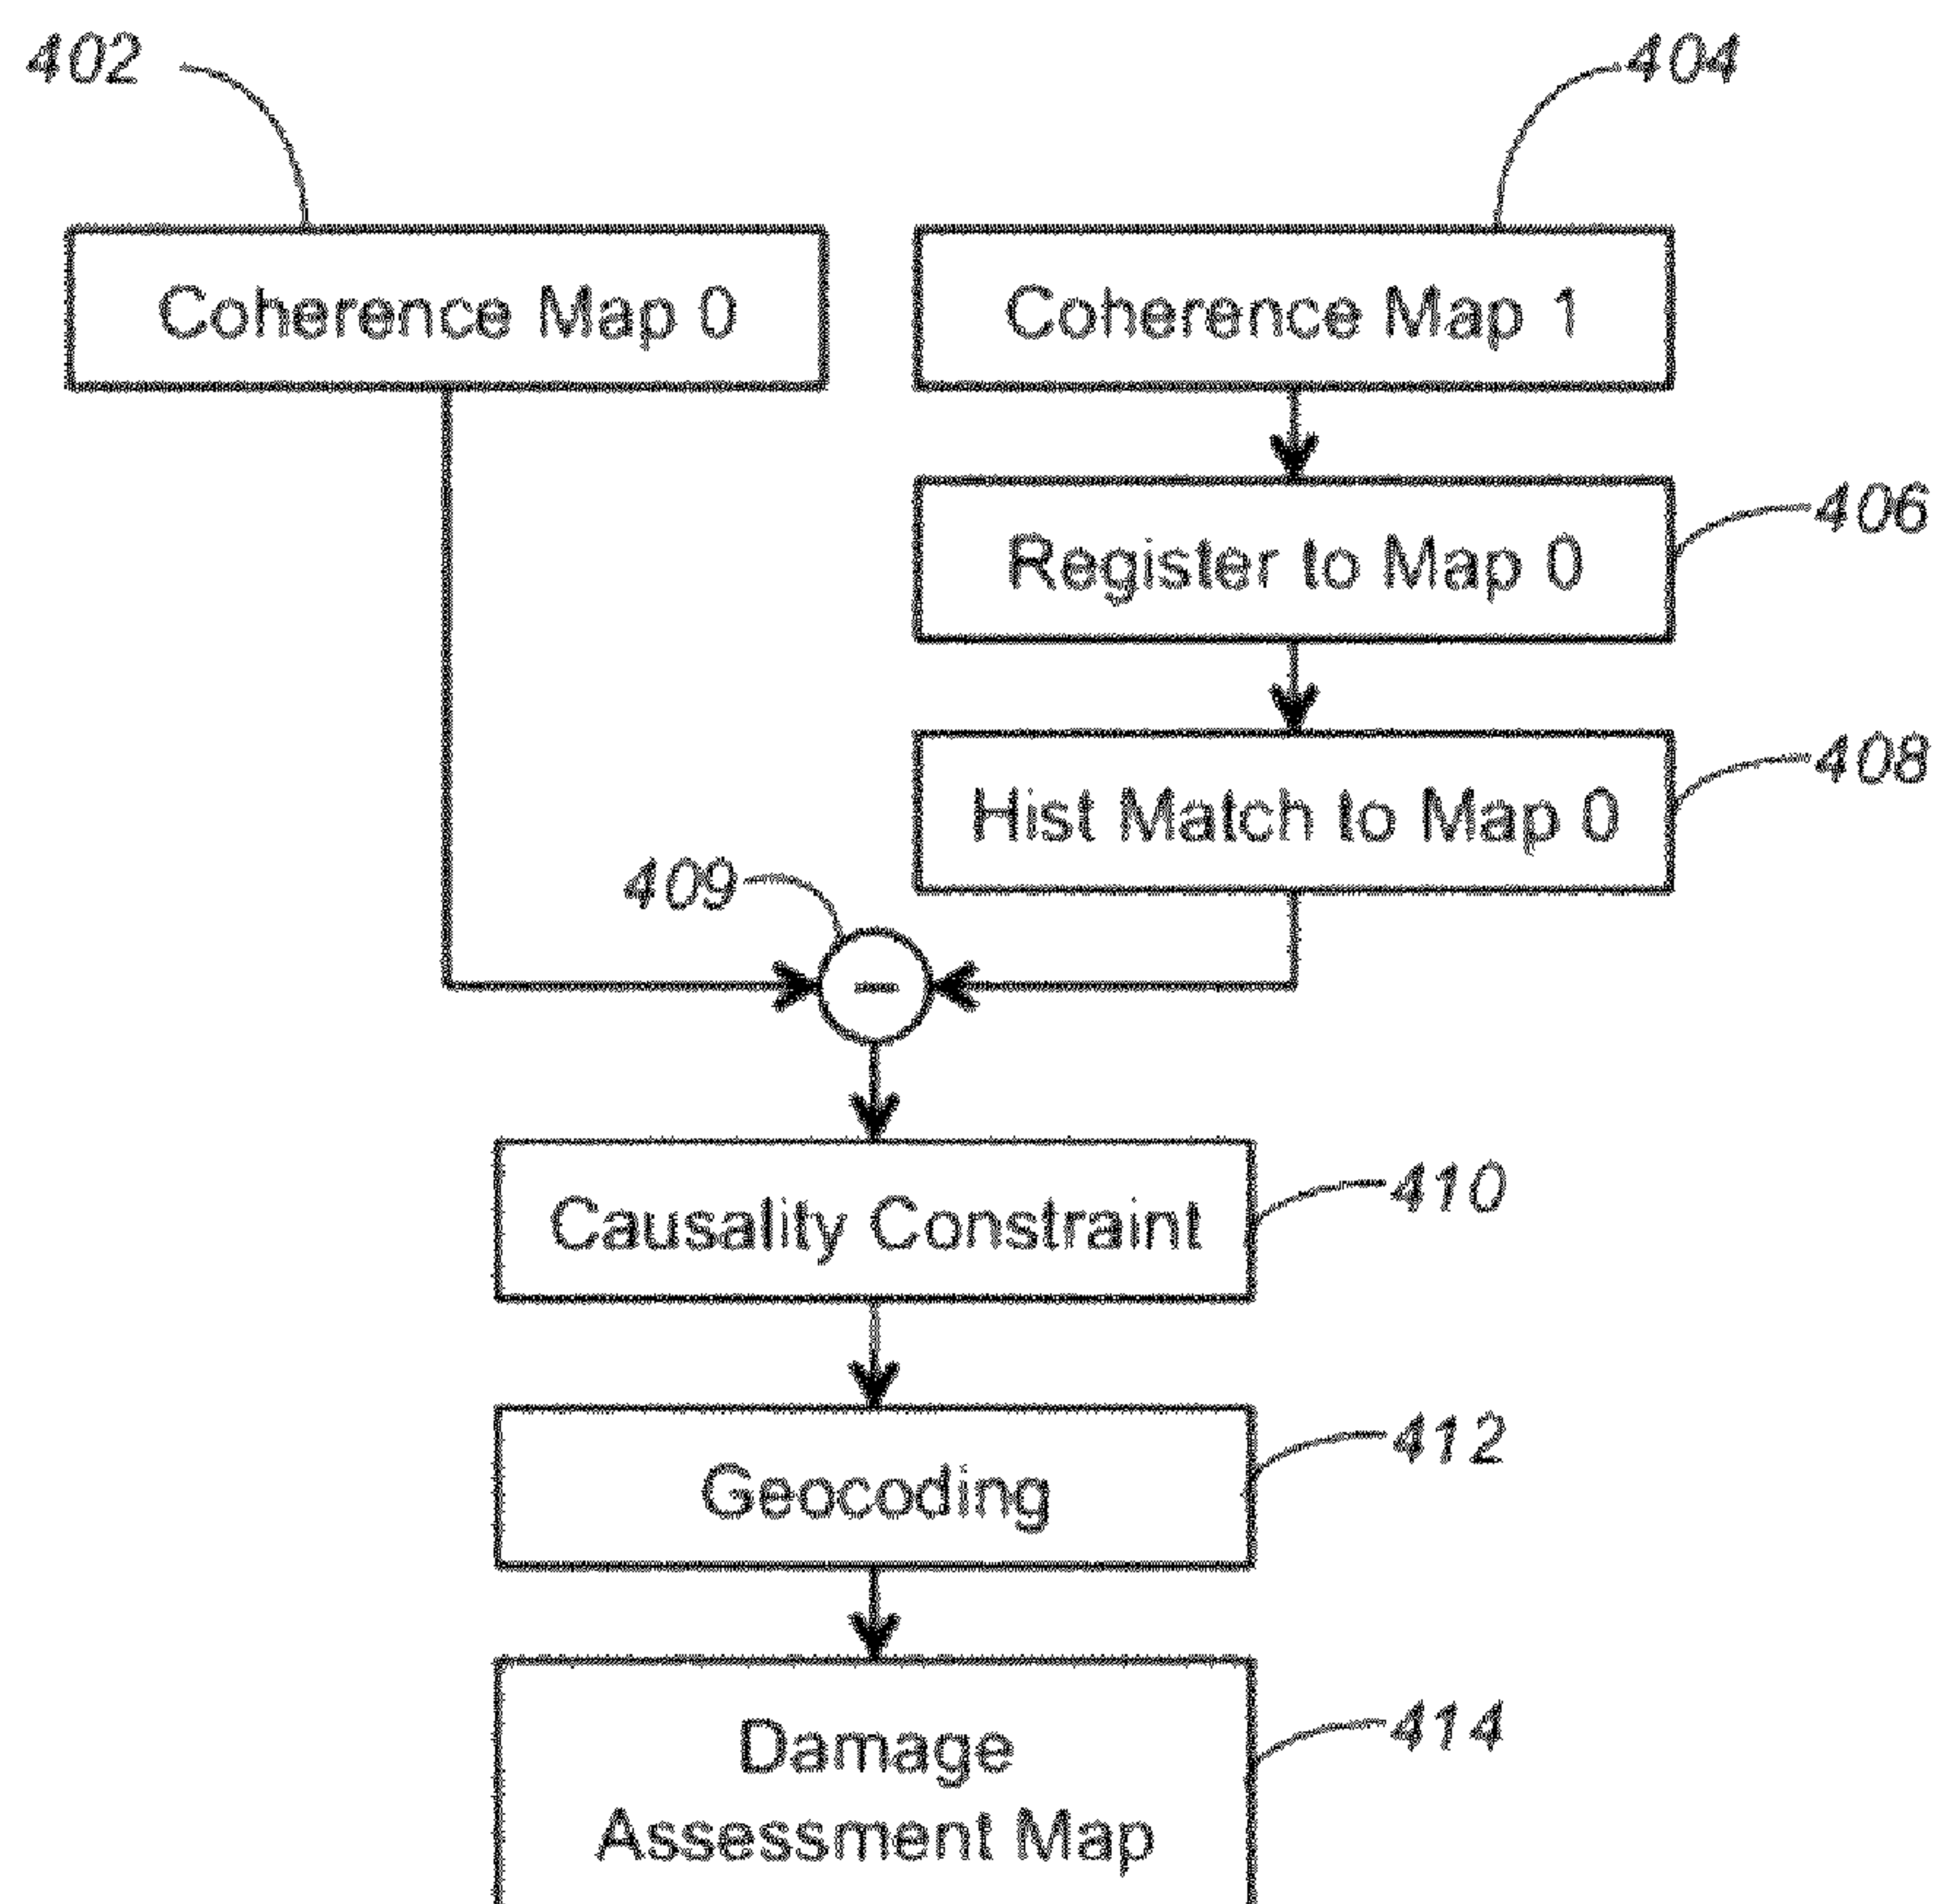 402
404
Coherence Map 0
Coherence Map 1
Register to Map 0
406
Hist Match to Map 0
408
409
-
Causality Constraint
410
Geocoding
412
Damage
Assessment Map
414